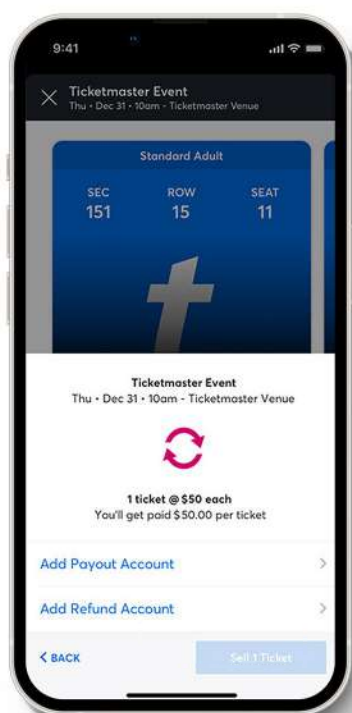 9:41
Ticketmaster Event
Thu • Dec 31 • 10am - Ticketmaster Venue
Standard Adult
SEC ROW SEAT
151 15 11
t
Ticketmaster Event
Thu • Dec 31 • 10am - Ticketmaster Venue
1 ticket @ $50 each
You'll get paid $50.00 per ticket
Add Payout Account
Add Refund Account
< BACK Sell 1 Ticket